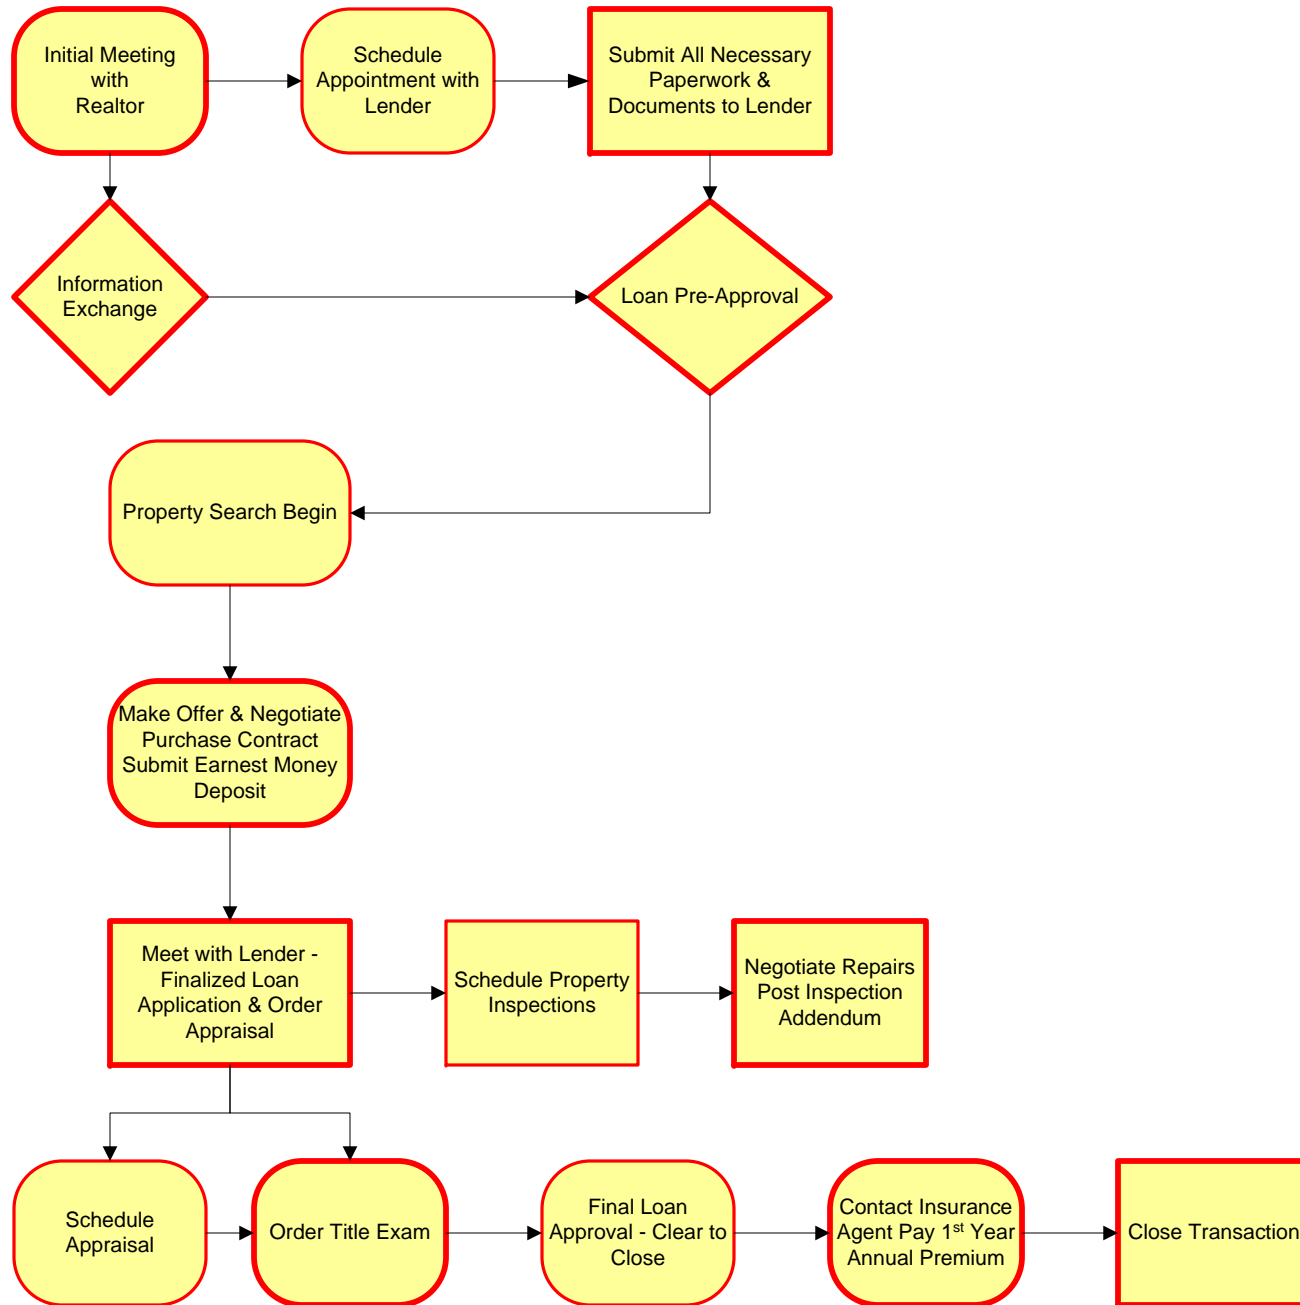 Initial Meeting
with
Realtor
Schedule
Appointment with
Lender
Submit All Necessary
Paperwork &
Documents to Lender
Information
Exchange
Loan Pre-Approval
Property Search Begin
Make Offer & Negotiate
Purchase Contract
Submit Earnest Money
Deposit
Meet with Lender -
Finalized Loan
Application & Order
Appraisal
Schedule Property
Inspections
Negotiate Repairs
Post Inspection
Addendum
Schedule
Appraisal
Order Title Exam
Final Loan
Approval - Clear to
Close
Contact Insurance
Agent Pay 1st Year
Annual Premium
Close Transaction